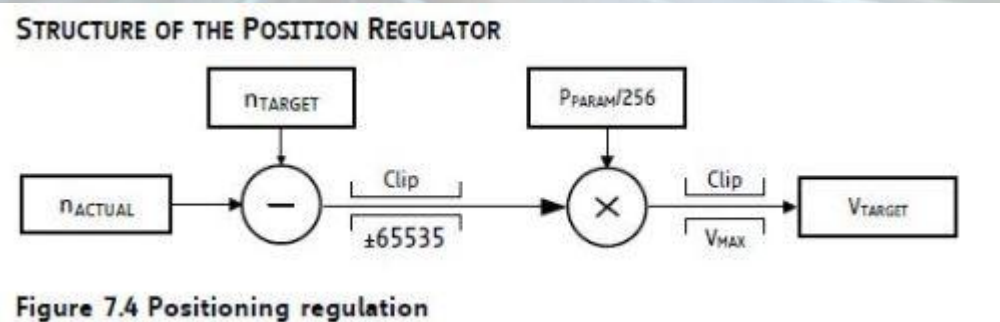 STRUCTURE OF THE POSITION REGULATOR
nTARGET
PPARAM/256
nACTUAL
−
Clip
±65535
×
Clip
VMAX
VTARGET
Figure 7.4 Positioning regulation